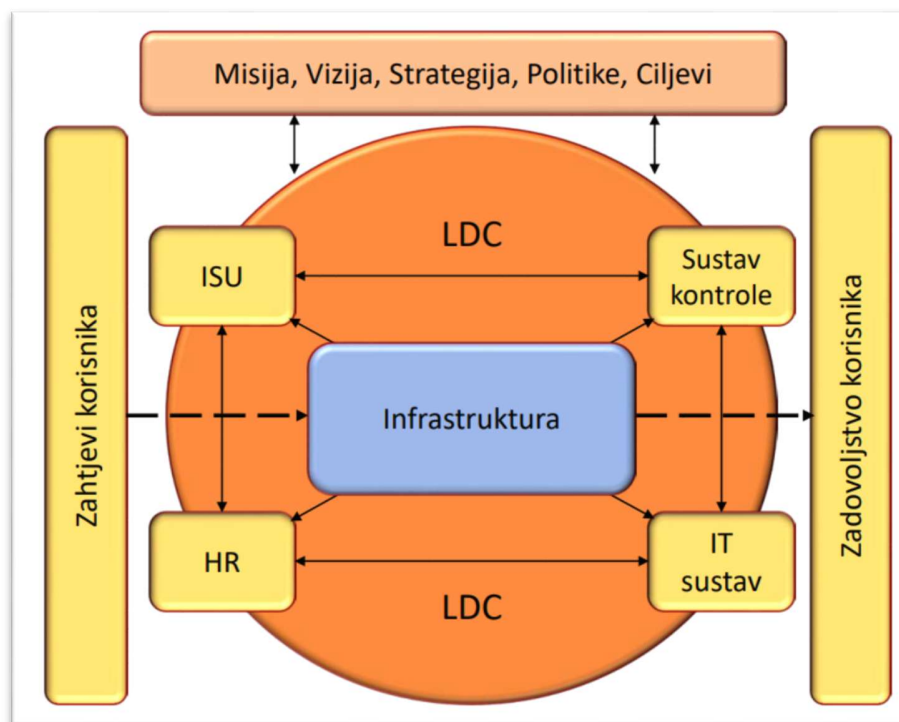 Misija, Vizija, Strategija, Politike, Ciljevi
Zahtjevi korisnika
LDC
ISU
Sustav
kontrole
Infrastruktura
HR
IT
sustav
LDC
Zadovoljstvo korisnika